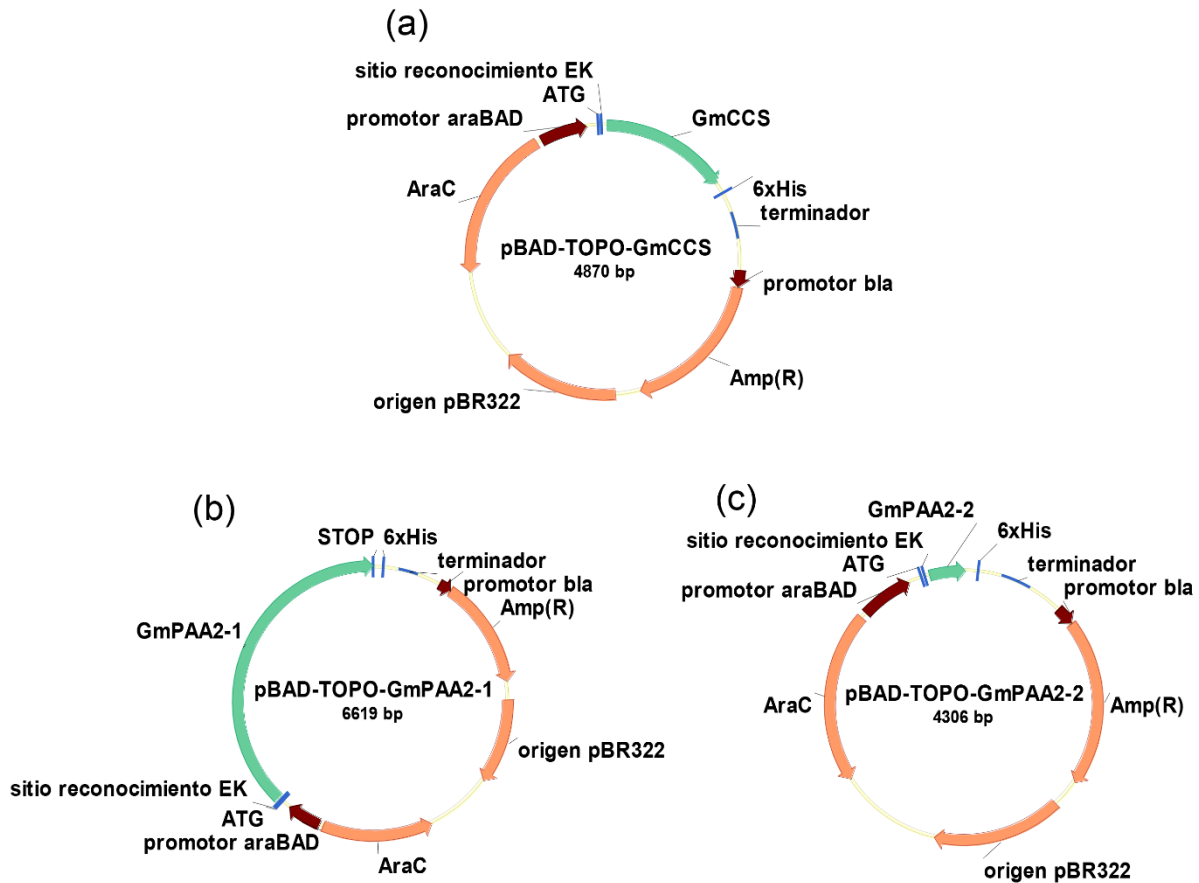 (a)
sitio reconocimiento EK
ATG
promotor araBAD
GmCCS
AraC
6xHis
terminador
pBAD-TOPO-GmCCS
4870 bp
promotor bla
Amp(R)
origen pBR322
(b)
STOP 6xHis
terminador
promotor bla
Amp(R)
GmPAA2-1
pBAD-TOPO-GmPAA2-1
6619 bp
origen pBR322
sitio reconocimiento EK
ATG
promotor araBAD
AraC
(c)
GmPAA2-2
sitio reconocimiento EK
6xHis
ATG
terminador
promotor araBAD
promotor bla
AraC
pBAD-TOPO-GmPAA2-2
4306 bp
Amp(R)
origen pBR322